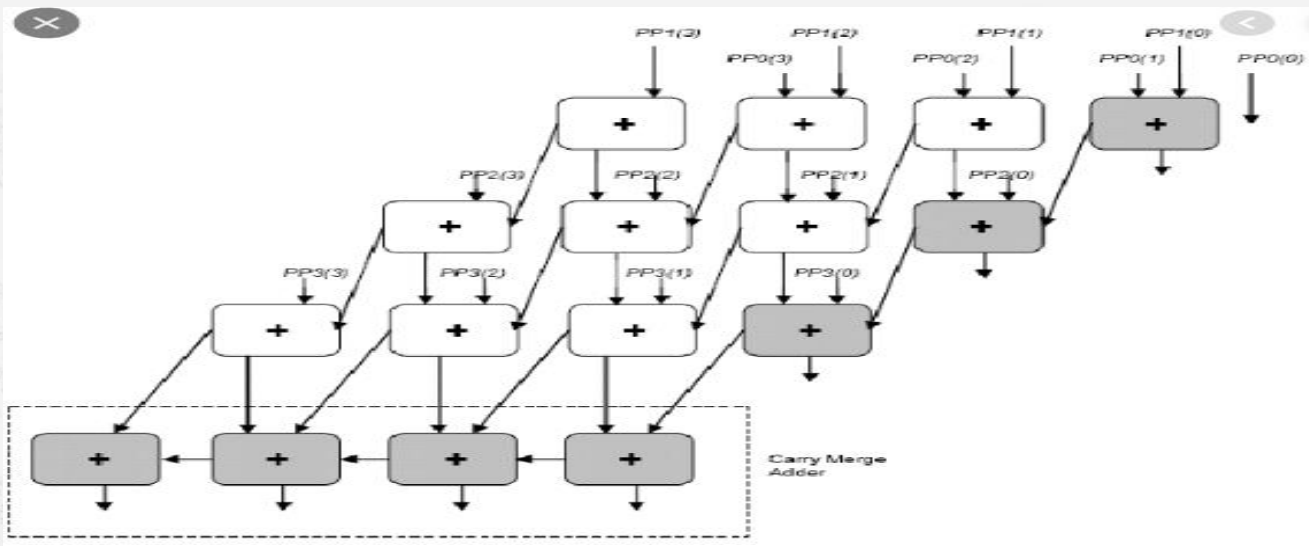 PP1(3) PP1(2) PP1(1) PP1(0)
PP0(3) PP0(2) PP0(1) PP0(0)
+ + + +
PP2(3) PP2(2) PP2(1) PP2(0)
+ + + +
PP3(3) PP3(2) PP3(1) PP3(0)
+ + + +
+ + + +
Carry Merge
Adder